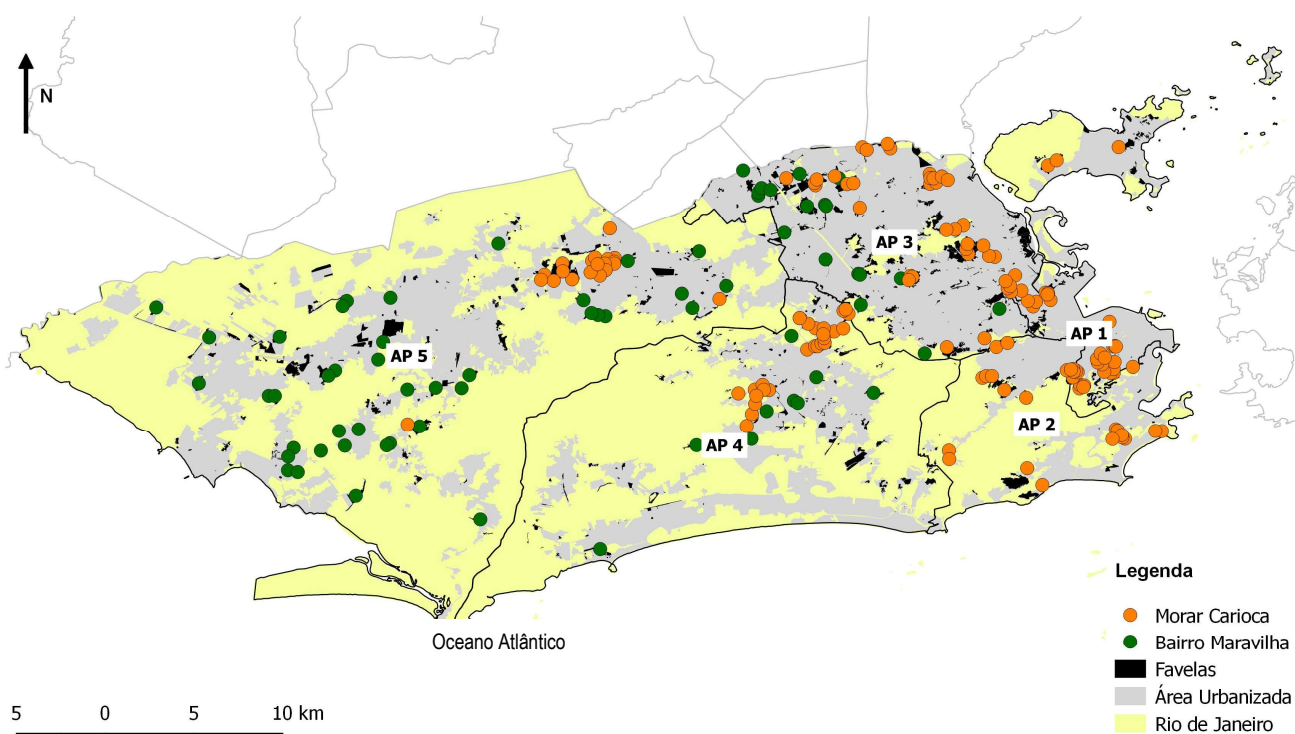 N
AP 3
AP 1
AP 5
AP 2
AP 4
Oceano Atlântico
Legenda
Morar Carioca
Bairro Maravilha
Favelas
Área Urbanizada
Rio de Janeiro
5 0 5 10 km